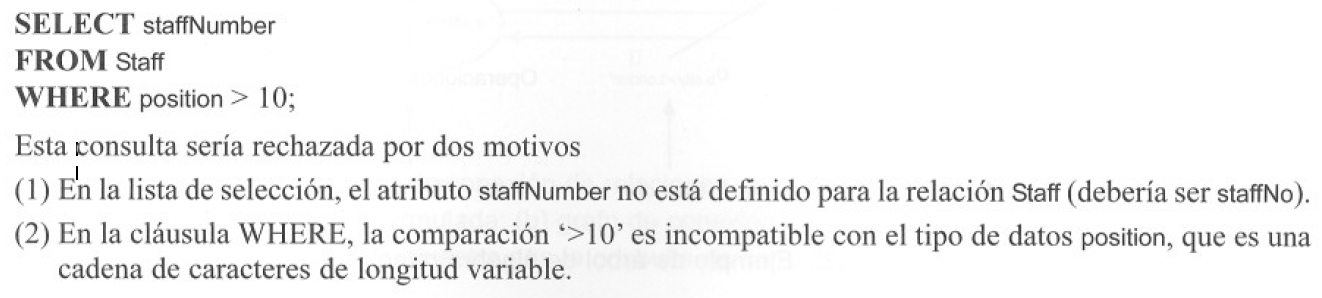 SELECT staffNumber
FROM Staff
WHERE position > 10;
Esta consulta sería rechazada por dos motivos
(1) En la lista de selección, el atributo staffNumber no está definido para la relación Staff (debería ser staffNo).
(2) En la cláusula WHERE, la comparación ‘>10’ es incompatible con el tipo de datos position, que es una
cadena de caracteres de longitud variable.